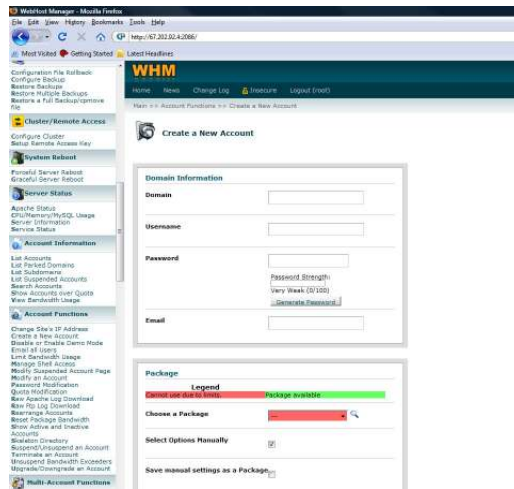 WebHost Manager - Mozilla Firefox
File Edit View History Bookmarks Tools Help
Most Visited Getting Started Latest Headlines
Configuration File Rollback
Configure Backup
Restore Backups
Restore Multiple Backups
Restore a Full Backup/cpmove
file
Cluster/Remote Access
Configure Cluster
Setup Remote Access Key
System Reboot
Forceful Server Reboot
Graceful Server Reboot
Server Status
Apache Status
CPU/Memory/MySQL Usage
Server Information
Service Status
Account Information
List Accounts
List Parked Domains
List Subdomains
List Suspended Accounts
Search Accounts
Show Accounts over Quota
View Bandwidth Usage
Account Functions
Change Site's IP Address
Create a New Account
Disable or Enable Demo Mode
Email all Users
Limit Bandwidth Usage
Manage Shell Access
Modify Suspended Account Page
Modify an Account
Password Modification
Quota Modification
Raw Apache Log Download
Raw Ftp Log Download
Rearrange Accounts
Reset Package Bandwidth
Show Active and Inactive
Accounts
Skeleton Directory
Suspend/Unsuspend an Account
Terminate an Account
Unsuspend Bandwidth Exceeders
Upgrade/Downgrade an Account
Multi-Account Functions
WHM
Home News Change Log Insecure Logout (root)
Main >> Account Functions >> Create a New Account
Create a New Account
Domain Information
Domain
Username
Password
Password Strength:
Very Weak (0/100)
Generate Password
Email
Package
Legend
Cannot use due to limits. Package available
Choose a Package ---
Select Options Manually
Save manual settings as a Package